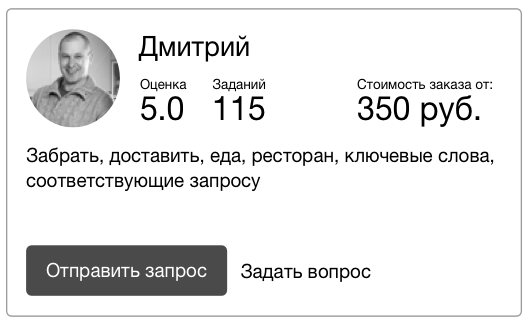 Дмитрий
Оценка Заданий Стоимость заказа от:
5.0 115 350 руб.
Забрать, доставить, еда, ресторан, ключевые слова,
соответствующие запросу
Отправить запрос Задать вопрос